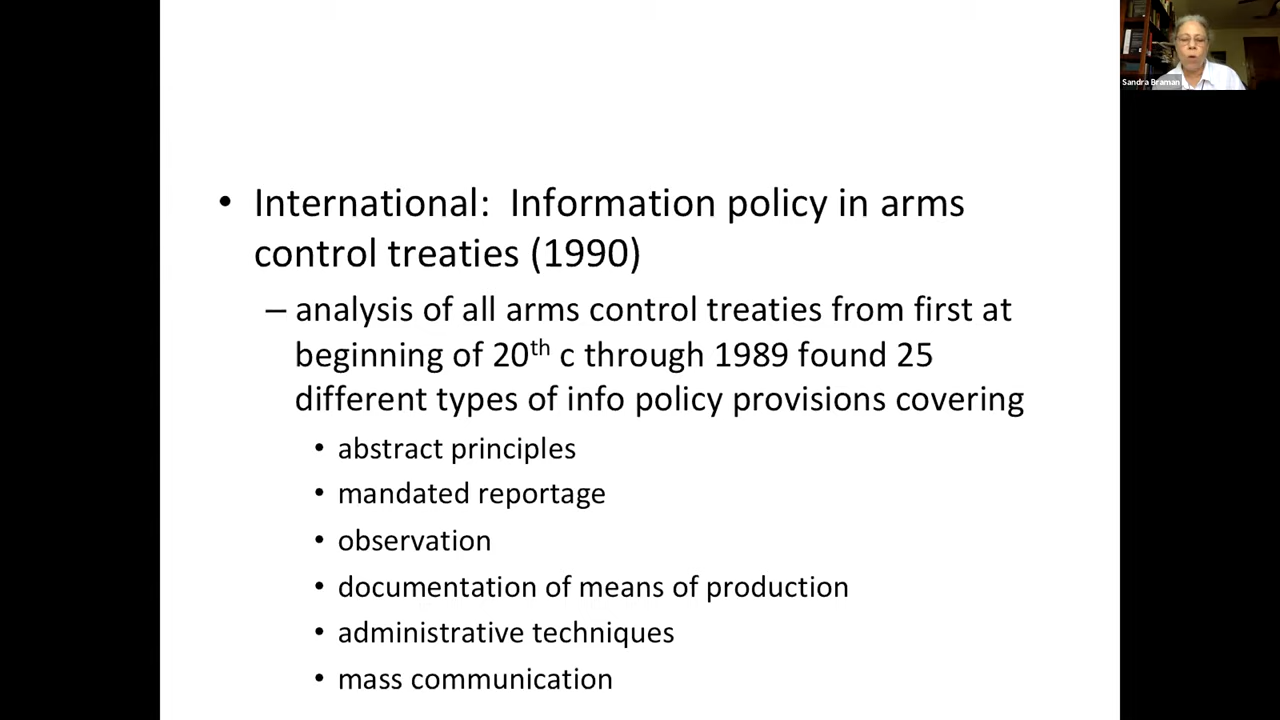 Sandra Braman
• International:  Information policy in arms
control treaties (1990)
– analysis of all arms control treaties from first at
beginning of 20th c through 1989 found 25
different types of info policy provisions covering
• abstract principles
• mandated reportage
• observation
• documentation of means of production
• administrative techniques
• mass communication